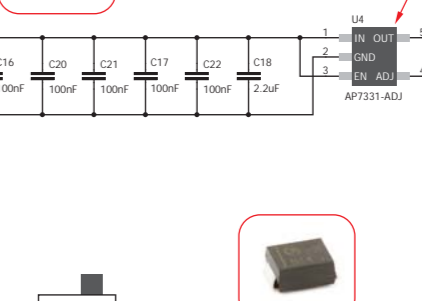 U4
1 IN OUT 5
2 GND
3 EN ADJ 4
AP7331-ADJ
C16 C20 C21 C17 C22 C18
00nF 100nF 100nF 100nF 100nF 2.2uF